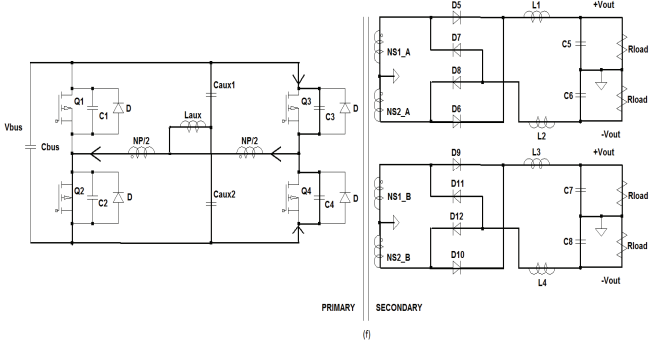 D5
L1
+Vout
NS1_A
D7
C5
Rload
D8
NS2_A
C6
Rload
D6
L2
-Vout
Q1
C1
D
Caux1
Q3
C3
D
Vbus
Cbus
Laux
NP/2
NP/2
Q2
C2
D
Caux2
Q4
C4
D
D9
L3
+Vout
NS1_B
D11
C7
Rload
D12
NS2_B
C8
Rload
D10
L4
-Vout
PRIMARY
SECONDARY
(f)